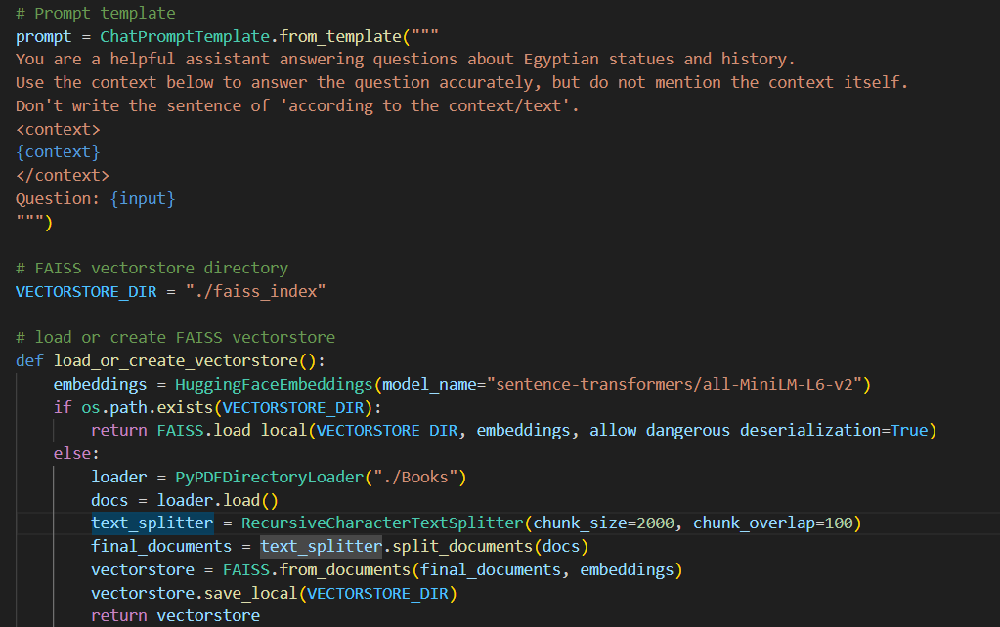 # Prompt template
prompt = ChatPromptTemplate.from_template("""
You are a helpful assistant answering questions about Egyptian statues and history.
Use the context below to answer the question accurately, but do not mention the context itself.
Don't write the sentence of 'according to the context/text'.
<context>
{context}
</context>
Question: {input}
""")

# FAISS vectorstore directory
VECTORSTORE_DIR = "./faiss_index"

# load or create FAISS vectorstore
def load_or_create_vectorstore():
    embeddings = HuggingFaceEmbeddings(model_name="sentence-transformers/all-MiniLM-L6-v2")
    if os.path.exists(VECTORSTORE_DIR):
        return FAISS.load_local(VECTORSTORE_DIR, embeddings, allow_dangerous_deserialization=True)
    else:
        loader = PyPDFDirectoryLoader("./Books")
        docs = loader.load()
        text_splitter = RecursiveCharacterTextSplitter(chunk_size=2000, chunk_overlap=100)
        final_documents = text_splitter.split_documents(docs)
        vectorstore = FAISS.from_documents(final_documents, embeddings)
        vectorstore.save_local(VECTORSTORE_DIR)
        return vectorstore